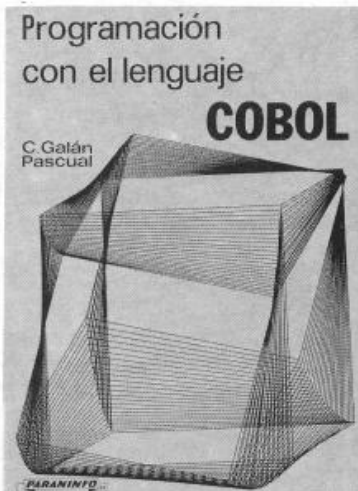 Programación
con el lenguaje
COBOL
C. Galán
Pascual
PARANINFO